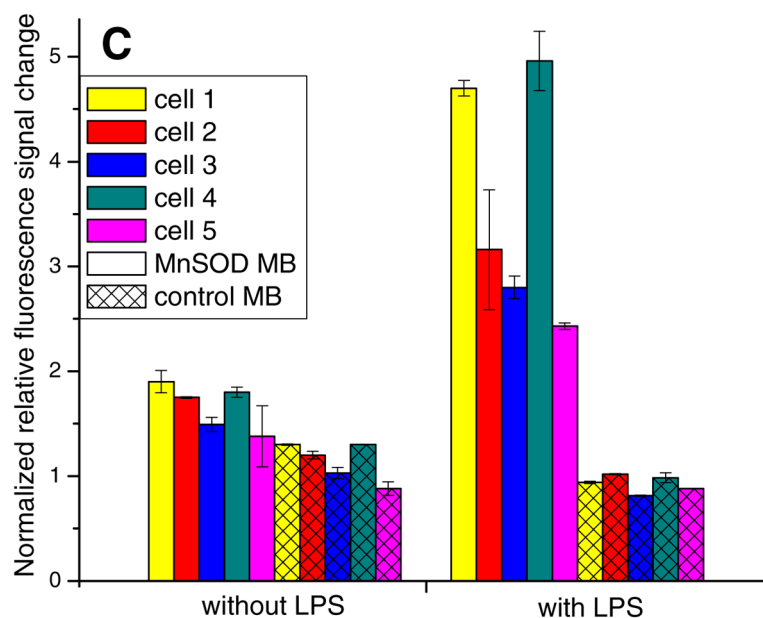 C
Normalized relative fluorescence signal change
5
4
3
2
1
0
cell 1
cell 2
cell 3
cell 4
cell 5
MnSOD MB
control MB
without LPS
with LPS